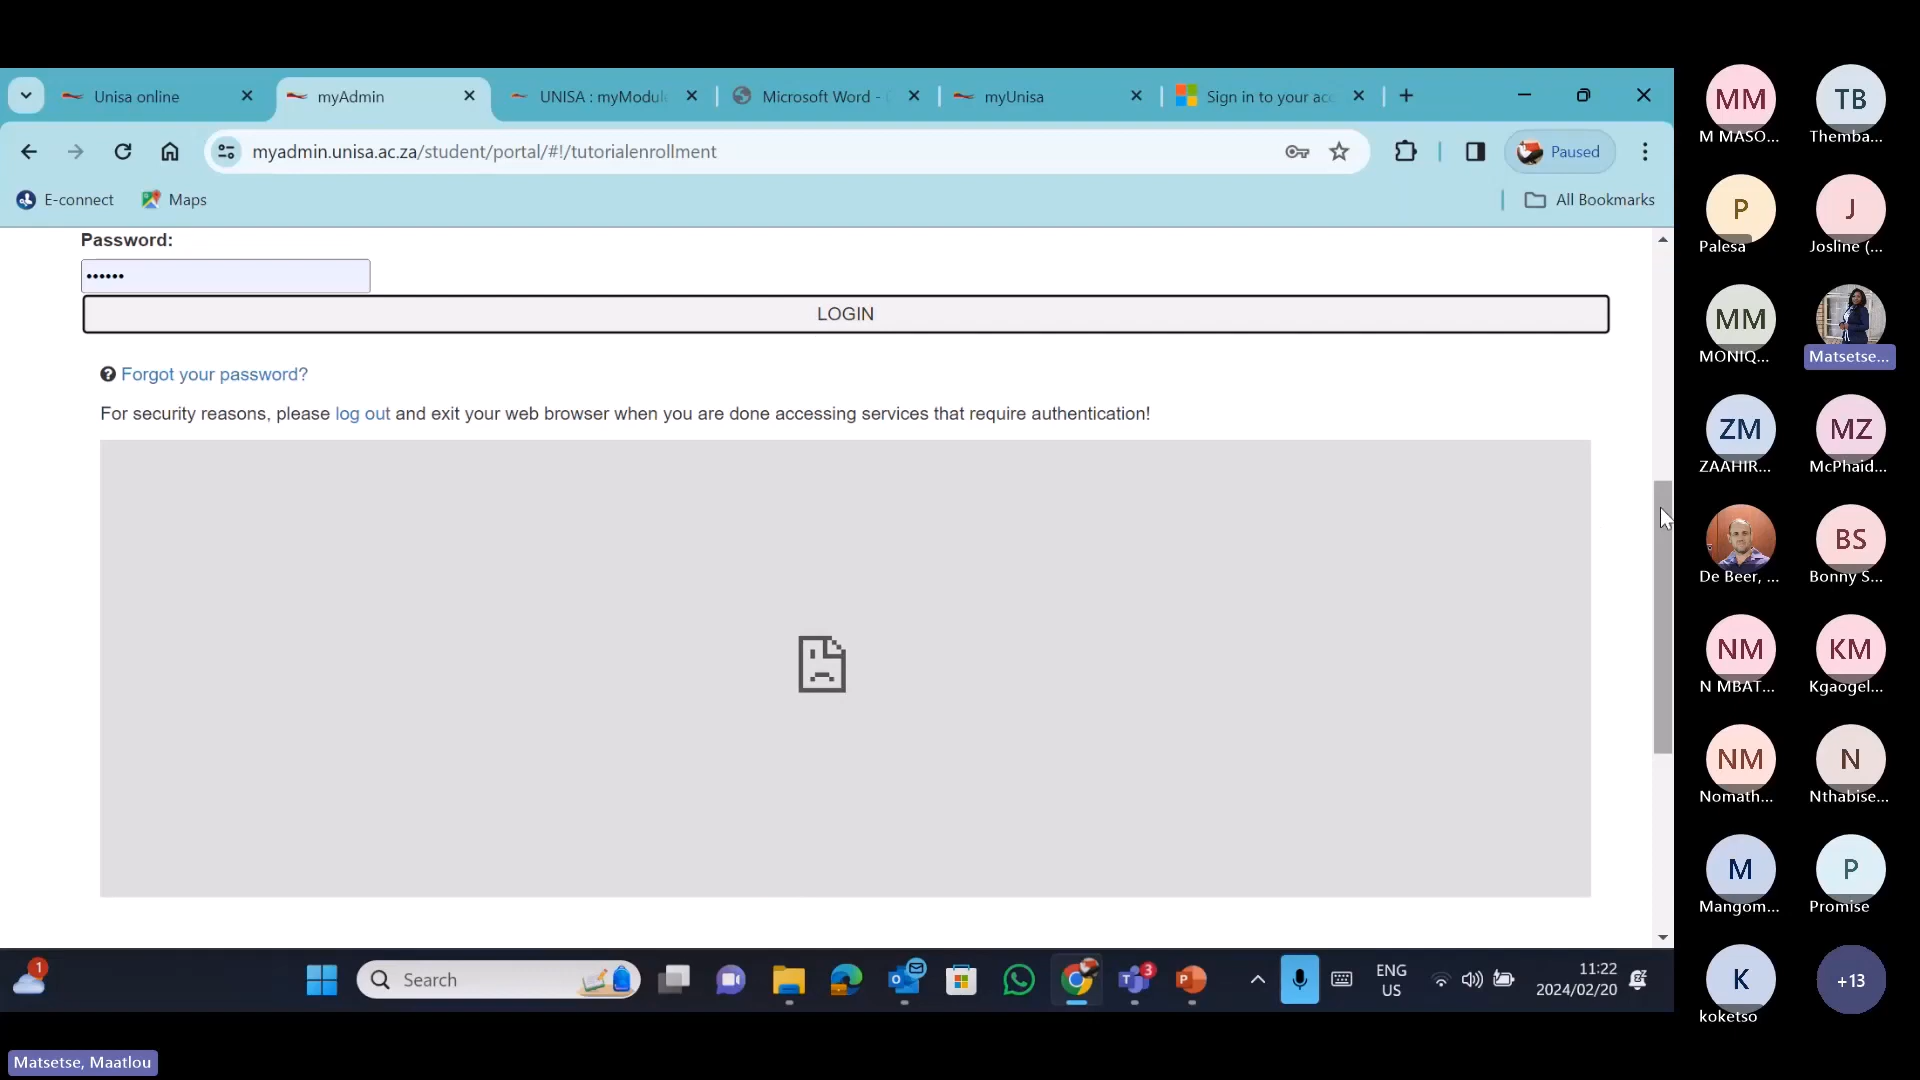 Unisa online
myAdmin
UNISA : myModul
Microsoft Word -
myUnisa
Sign in to your acc
myadmin.unisa.ac.za/student/portal/#!/tutorialenrollment
Paused
E-connect
Maps
All Bookmarks
Password:
••••••
LOGIN
Forgot your password?
For security reasons, please log out and exit your web browser when you are done accessing services that require authentication!
1
Search
3
ENG
US
11:22
2024/02/20
Matsetse, Maatlou
MM
M MASO...
TB
Themba...
P
Palesa
J
Josline (...
MM
MONIQ...
Matsetse...
ZM
ZAAHIR...
MZ
McPhaid...
De Beer, ...
BS
Bonny S...
NM
N MBAT...
KM
Kgaogel...
NM
Nomath...
N
Nthabise...
M
Mangom...
P
Promise
K
koketso
+13